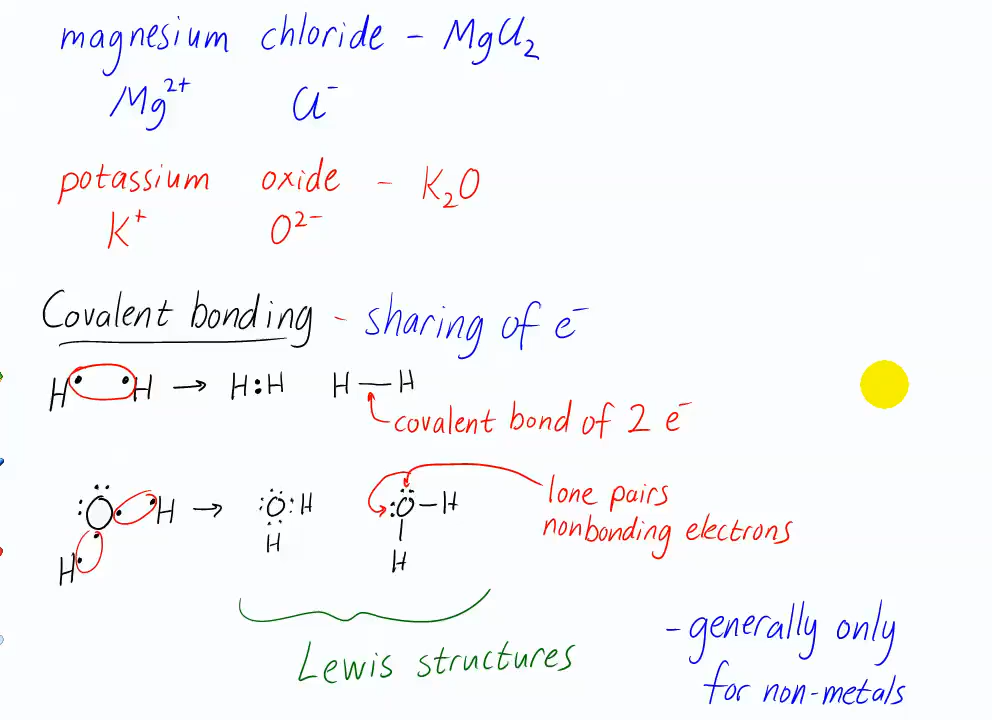 magnesium chloride - MgCl₂
Mg²⁺ Cl⁻
potassium oxide - K₂O
K⁺ O²⁻
Covalent bonding - sharing of e⁻
H· ·H → H:H H—H
covalent bond of 2 e⁻
:Ö· ·H → :Ö:H :Ö—H
H· H H
lone pairs
nonbonding electrons
Lewis structures
- generally only
for non-metals